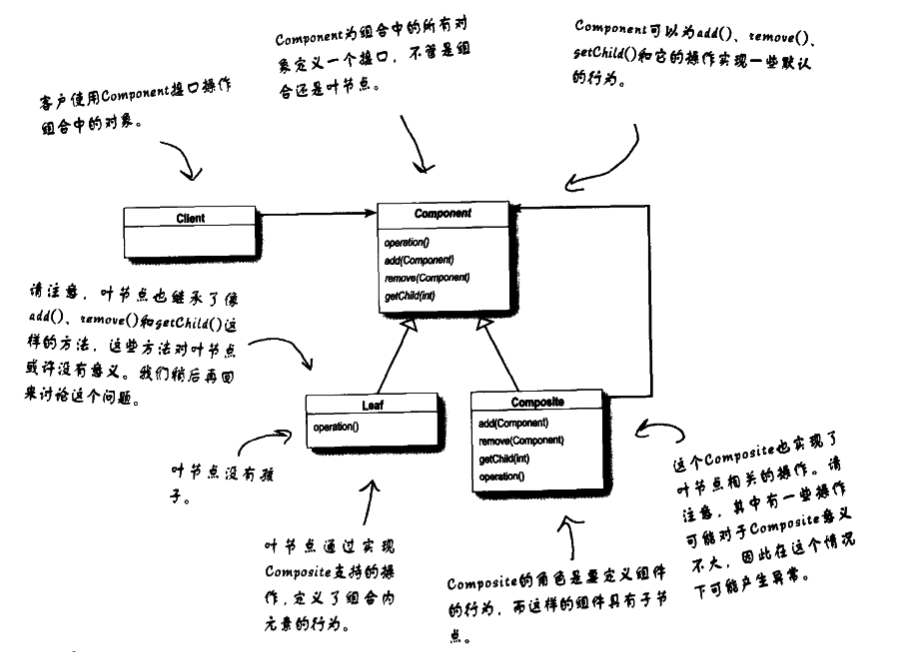 Component为组合中的所有对
象定义一个接口，不管是组
合还是叶节点。
Component可以为add()、remove()、
getChild()和它的操作实现一些默认
的行为。
客户使用Component接口操作
组合中的对象。
Client
Component
operation()
add(Component)
remove(Component)
getChild(int)
请注意，叶节点也继承了像
add()、remove()和getChild()这
样的方法，这些方法对叶节点
或许没有意义。我们稍后再回
来讨论这个问题。
Leaf
operation()
Composite
add(Component)
remove(Component)
getChild(int)
operation()
叶节点没有孩
子。
这个Composite也实现了
叶节点相关的操作。请
注意，其中有一些操作
可能对于Composite意义
不大，因此在这个情况
下可能产生异常。
叶节点通过实现
Composite支持的操
作，定义了组合内
元素的行为。
Composite的角色是要定义组件
的行为，而这样的组件具有子节
点。